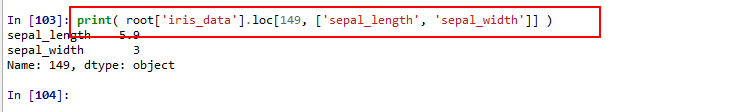 In [103]: print( root['iris_data'].loc[149, ['sepal_length', 'sepal_width']] )
sepal_length    5.9
sepal_width       3
Name: 149, dtype: object
In [104]: